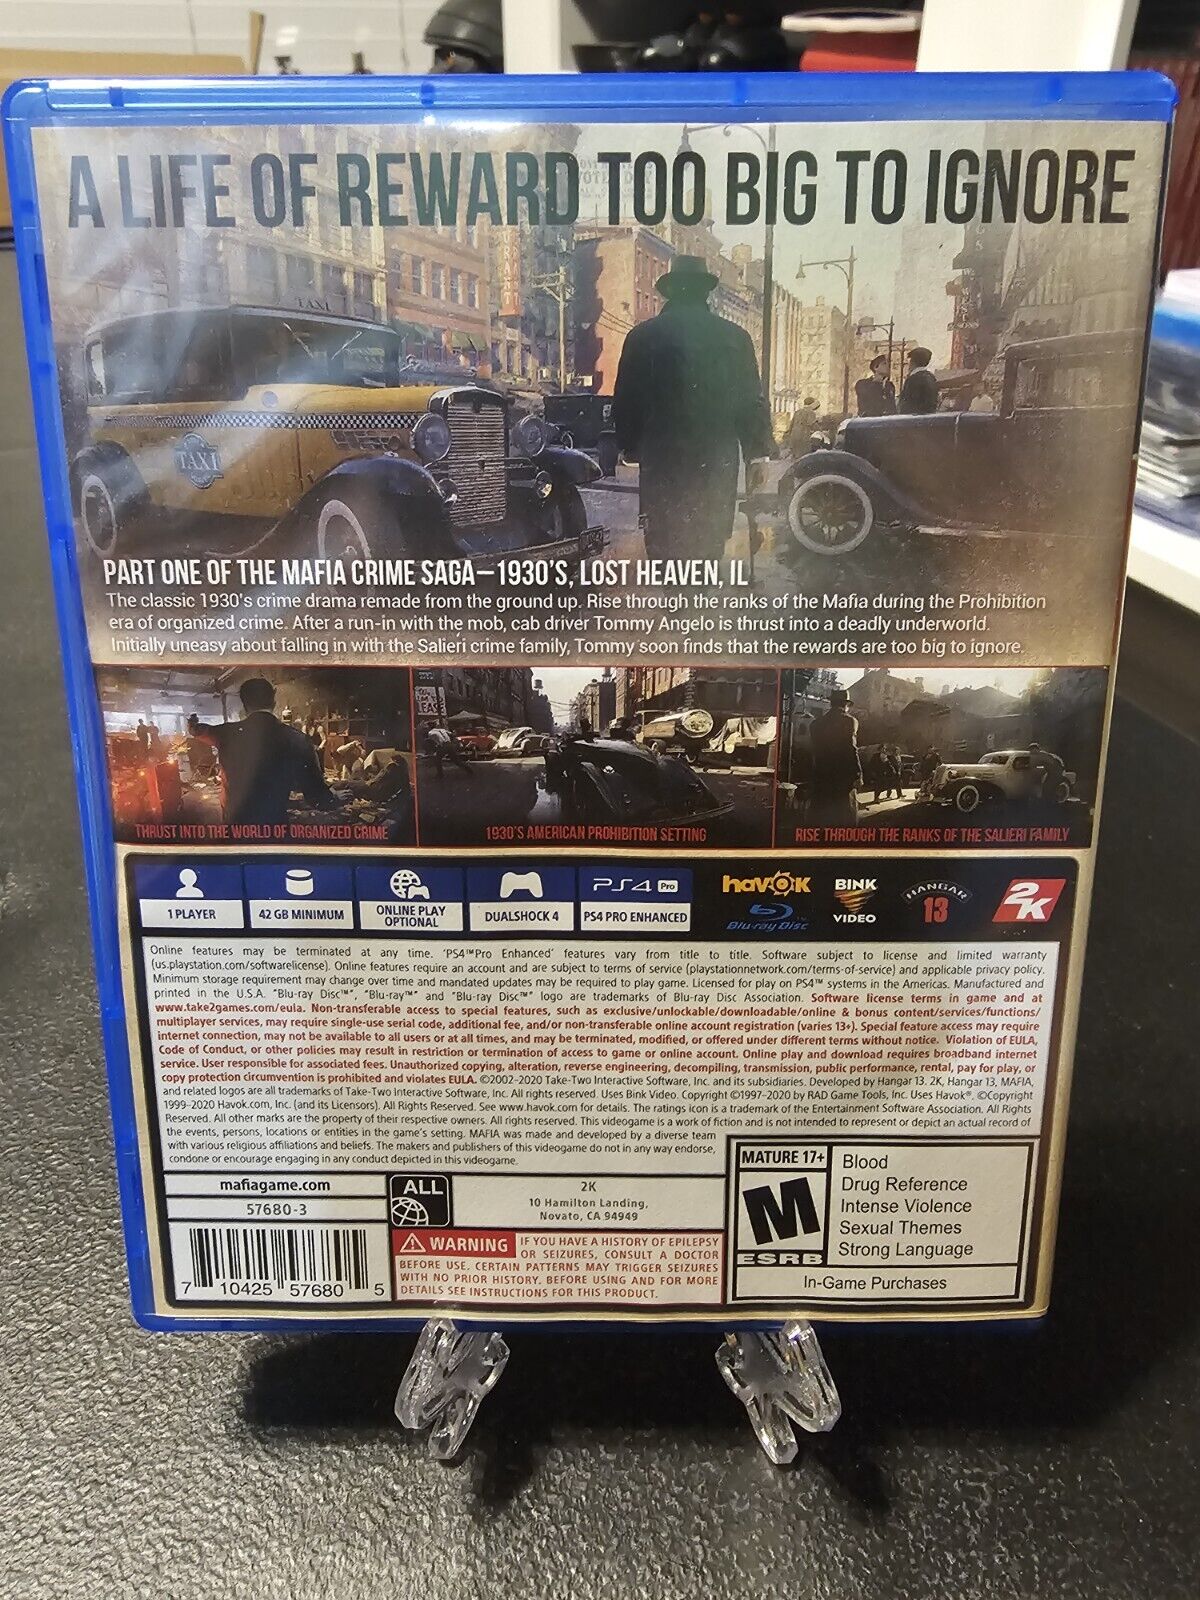 A LIFE OF REWARD TOO BIG TO IGNORE
TAXI
TAXI
PART ONE OF THE MAFIA CRIME SAGA—1930'S, LOST HEAVEN, IL
The classic 1930's crime drama remade from the ground up. Rise through the ranks of the Mafia during the Prohibition
era of organized crime. After a run-in with the mob, cab driver Tommy Angelo is thrust into a deadly underworld.
Initially uneasy about falling in with the Salieri crime family, Tommy soon finds that the rewards are too big to ignore.
THRUST INTO THE WORLD OF ORGANIZED CRIME
1930'S AMERICAN PROHIBITION SETTING
RISE THROUGH THE RANKS OF THE SALIERI FAMILY
1 PLAYER
42 GB MINIMUM
ONLINE PLAY
OPTIONAL
DUALSHOCK 4
PS4 Pro
PS4 PRO ENHANCED
havok
Blu-ray Disc
BINK
VIDEO
HANGAR
13
2K
Online features may be terminated at any time. 'PS4™Pro Enhanced' features vary from title to title. Software subject to license and limited warranty
(us.playstation.com/softwarelicense). Online features require an account and are subject to terms of service (playstationnetwork.com/terms-of-service) and applicable privacy policy.
Minimum storage requirement may change over time and mandated updates may be required to play game. Licensed for play on PS4™ systems in the Americas. Manufactured and
printed in the U.S.A. "Blu-ray Disc™", "Blu-ray™" and "Blu-ray Disc™" logo are trademarks of Blu-ray Disc Association. Software license terms in game and at
www.take2games.com/eula. Non-transferable access to special features, such as exclusive/unlockable/downloadable/online & bonus content/services/functions/
multiplayer services, may require single-use serial code, additional fee, and/or non-transferable online account registration (varies 13+). Special feature access may require
internet connection, may not be available to all users or at all times, and may be terminated, modified, or offered under different terms without notice. Violation of EULA,
Code of Conduct, or other policies may result in restriction or termination of access to game or online account. Online play and download requires broadband internet
service. User responsible for associated fees. Unauthorized copying, alteration, reverse engineering, decompiling, transmission, public performance, rental, pay for play, or
copy protection circumvention is prohibited and violates EULA. ©2002-2020 Take-Two Interactive Software, Inc. and its subsidiaries. Developed by Hangar 13. 2K, Hangar 13, MAFIA,
and related logos are all trademarks of Take-Two Interactive Software, Inc. All rights reserved. Uses Bink Video. Copyright ©1997-2020 by RAD Game Tools, Inc. Uses Havok®. ©Copyright
1999-2020 Havok.com, Inc. (and its Licensors). All Rights Reserved. See www.havok.com for details. The ratings icon is a trademark of the Entertainment Software Association. All Rights
Reserved. All other marks are the property of their respective owners. All rights reserved. This videogame is a work of fiction and is not intended to represent or depict an actual record of
the events, persons, locations or entities in the game's setting. MAFIA was made and developed by a diverse team
with various religious affiliations and beliefs. The makers and publishers of this videogame do not in any way endorse,
condone or encourage engaging in any conduct depicted in this videogame.
mafiagame.com
57680-3
7 10425 57680 5
ALL
2K
10 Hamilton Landing,
Novato, CA 94949
WARNING IF YOU HAVE A HISTORY OF EPILEPSY
OR SEIZURES, CONSULT A DOCTOR
BEFORE USE. CERTAIN PATTERNS MAY TRIGGER SEIZURES
WITH NO PRIOR HISTORY. BEFORE USING AND FOR MORE
DETAILS SEE INSTRUCTIONS FOR THIS PRODUCT.
MATURE 17+
M
ESRB
Blood
Drug Reference
Intense Violence
Sexual Themes
Strong Language
In-Game Purchases